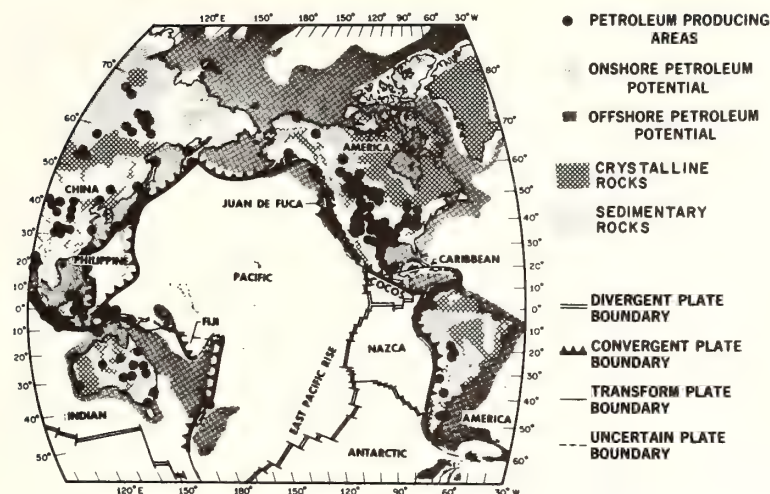 120°E 150° 180° 150° 120° 90° 60° 30°W
70°
60°
50°
40°
30°
20°
10°
0°
10°
20°
30°
40°
50°
80°
70°
60°
50°
40°
30°
20°
10°
0°
10°
20°
30°
40°
50°
60°
AMERICA
CHINA
JUAN DE FUCA
PHILIPPINE
PACIFIC
CARIBBEAN
COCOS
FIJI
NAZCA
EAST PACIFIC RISE
INDIAN
AMERICA
ANTARCTIC
120°E 150° 180° 150° 120° 90° 60° 30°W
PETROLEUM PRODUCING
AREAS
ONSHORE PETROLEUM
POTENTIAL
OFFSHORE PETROLEUM
POTENTIAL
CRYSTALLINE
ROCKS
SEDIMENTARY
ROCKS
DIVERGENT PLATE
BOUNDARY
CONVERGENT PLATE
BOUNDARY
TRANSFORM PLATE
BOUNDARY
UNCERTAIN PLATE
BOUNDARY